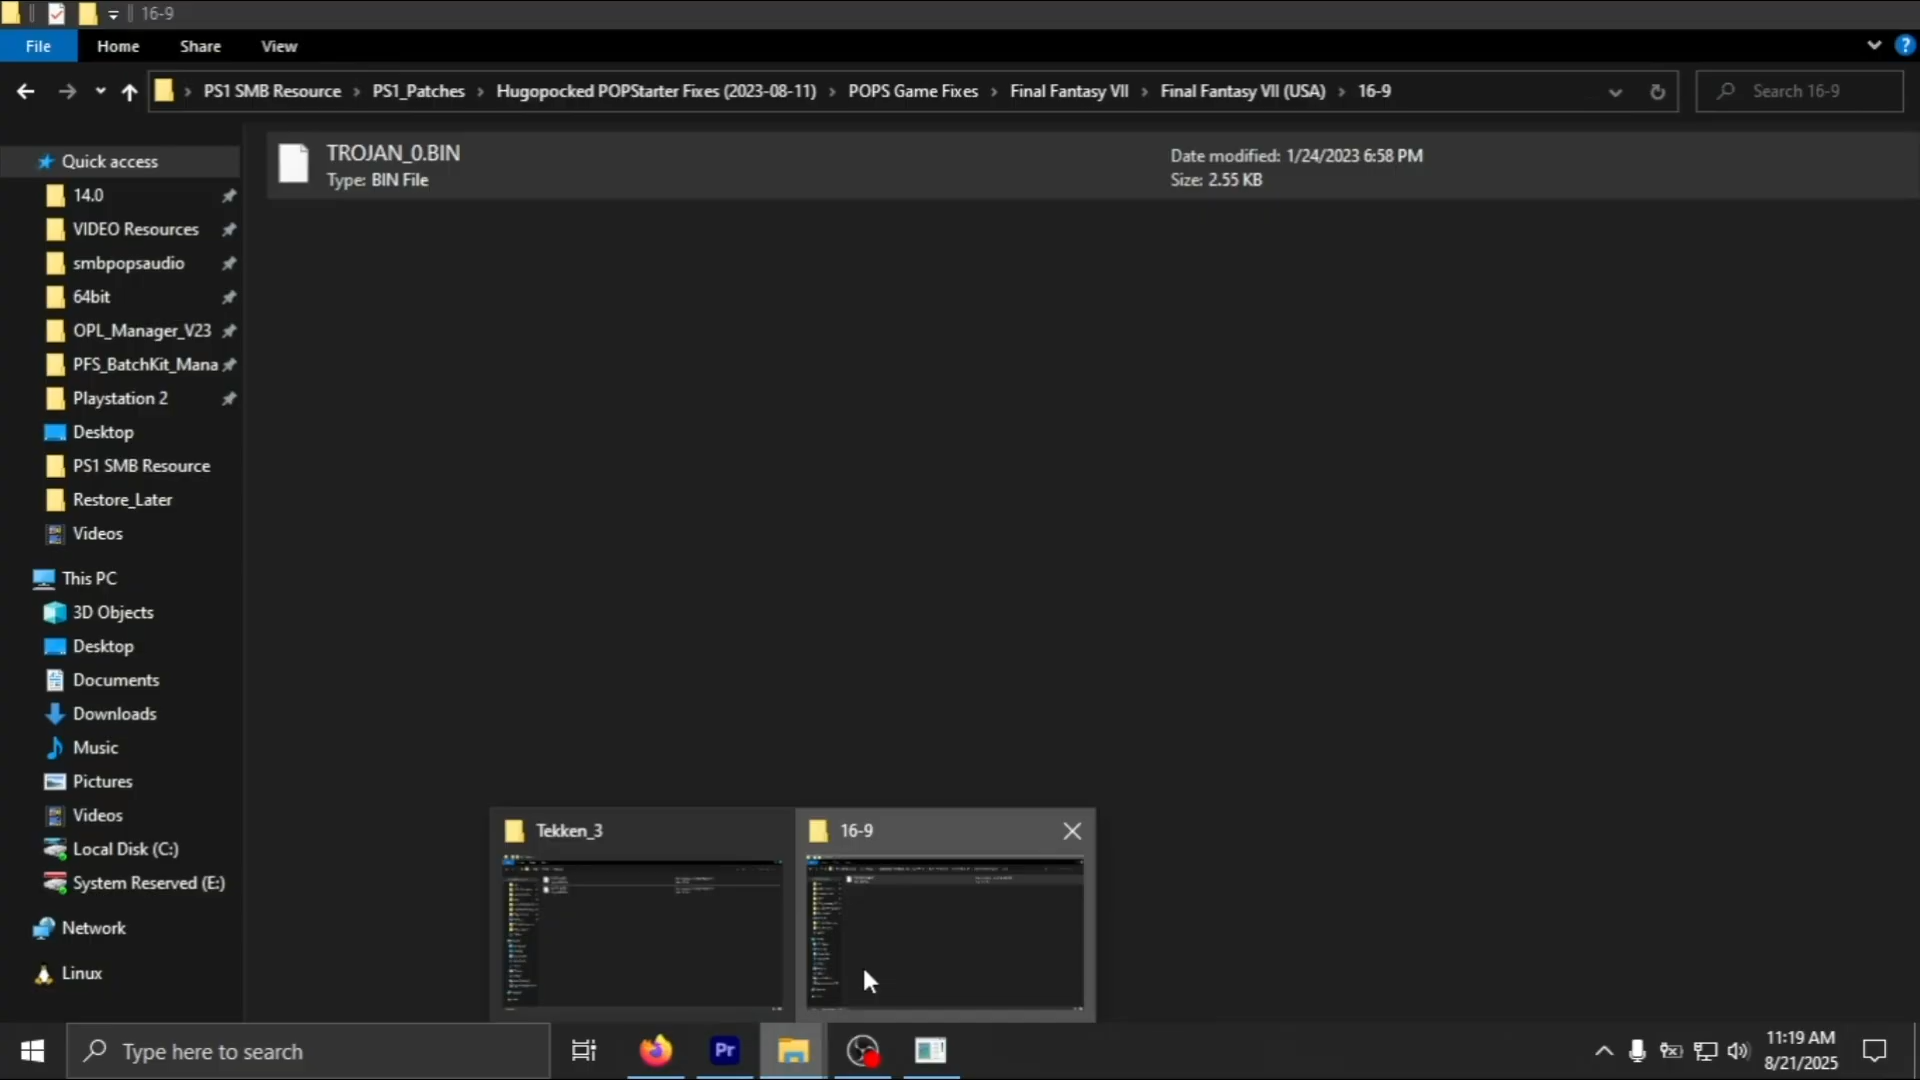 16-9
File Home Share View
PS1 SMB Resource PS1_Patches Hugopocked POPStarter Fixes (2023-08-11) POPS Game Fixes Final Fantasy VII Final Fantasy VII (USA) 16-9
Search 16-9
TROJAN_0.BIN
Type: BIN File
Date modified: 1/24/2023 6:58 PM
Size: 2.55 KB
Quick access
14.0
VIDEO Resources
smbpopsaudio
64bit
OPL_Manager_V23
PFS_BatchKit_Mana
Playstation 2
Desktop
PS1 SMB Resource
Restore_Later
Videos
This PC
3D Objects
Desktop
Documents
Downloads
Music
Pictures
Videos
Local Disk (C:)
System Reserved (E:)
Network
Linux
Tekken_3
16-9
Type here to search
Pr
11:19 AM
8/21/2025